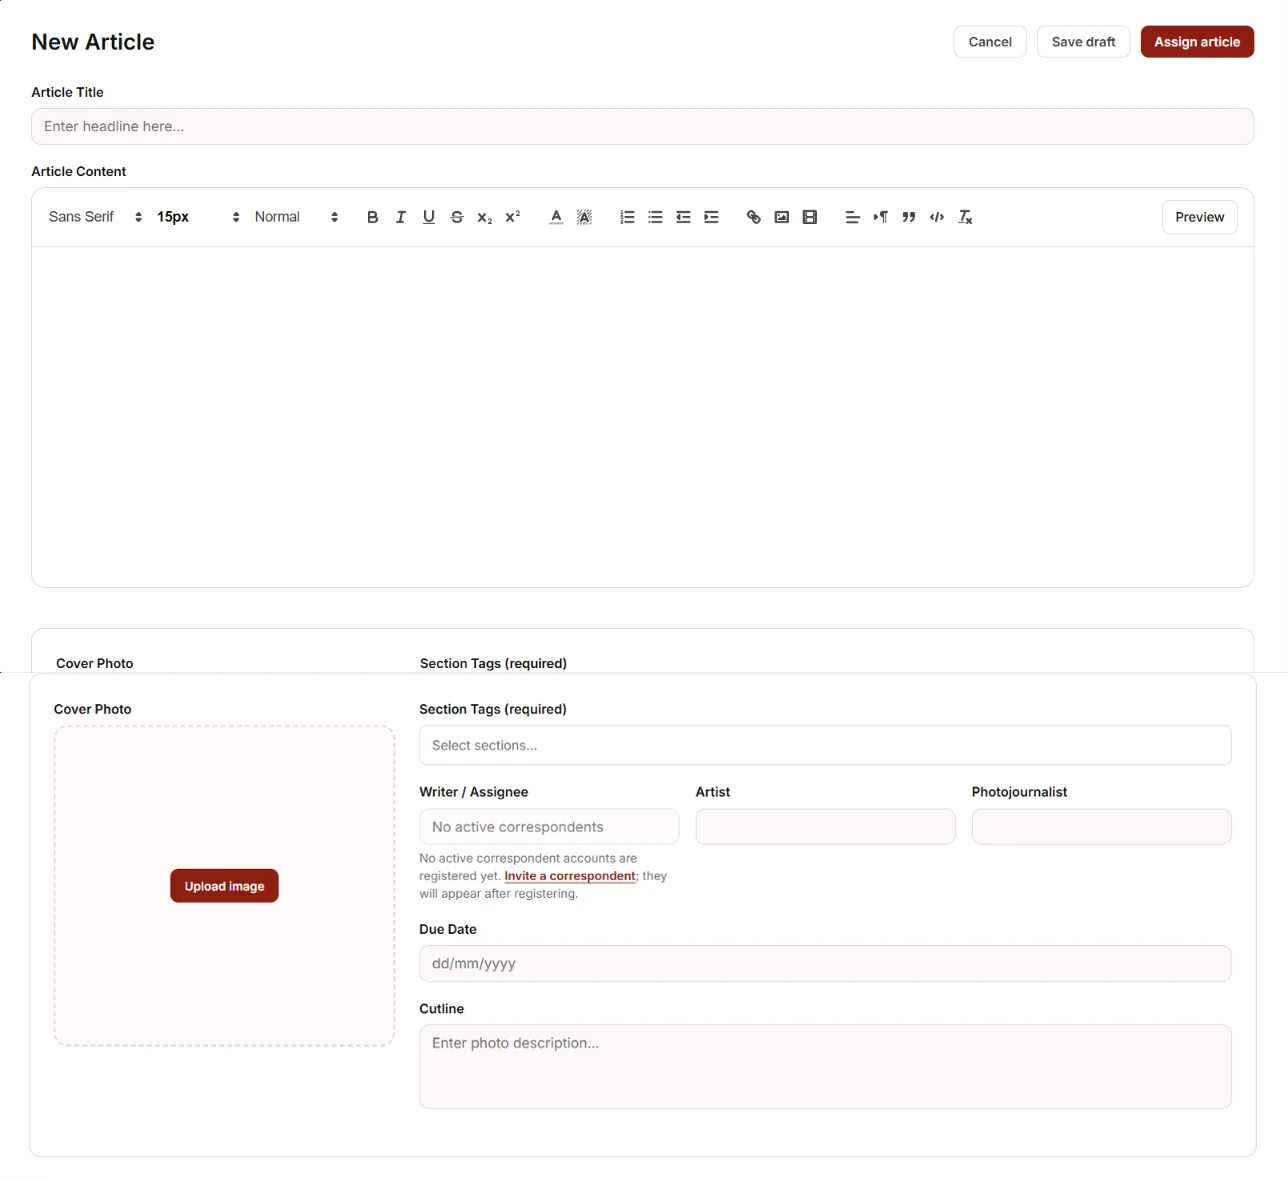 New Article
Cancel
Save draft
Assign article
Article Title
Enter headline here...
Article Content
Sans Serif
15px
Normal
Preview
Cover Photo
Section Tags (required)
Cover Photo
Upload image
Section Tags (required)
Select sections...
Writer / Assignee
Artist
Photojournalist
No active correspondents
No active correspondent accounts are
registered yet. Invite a correspondent; they
will appear after registering.
Due Date
dd/mm/yyyy
Cutline
Enter photo description...